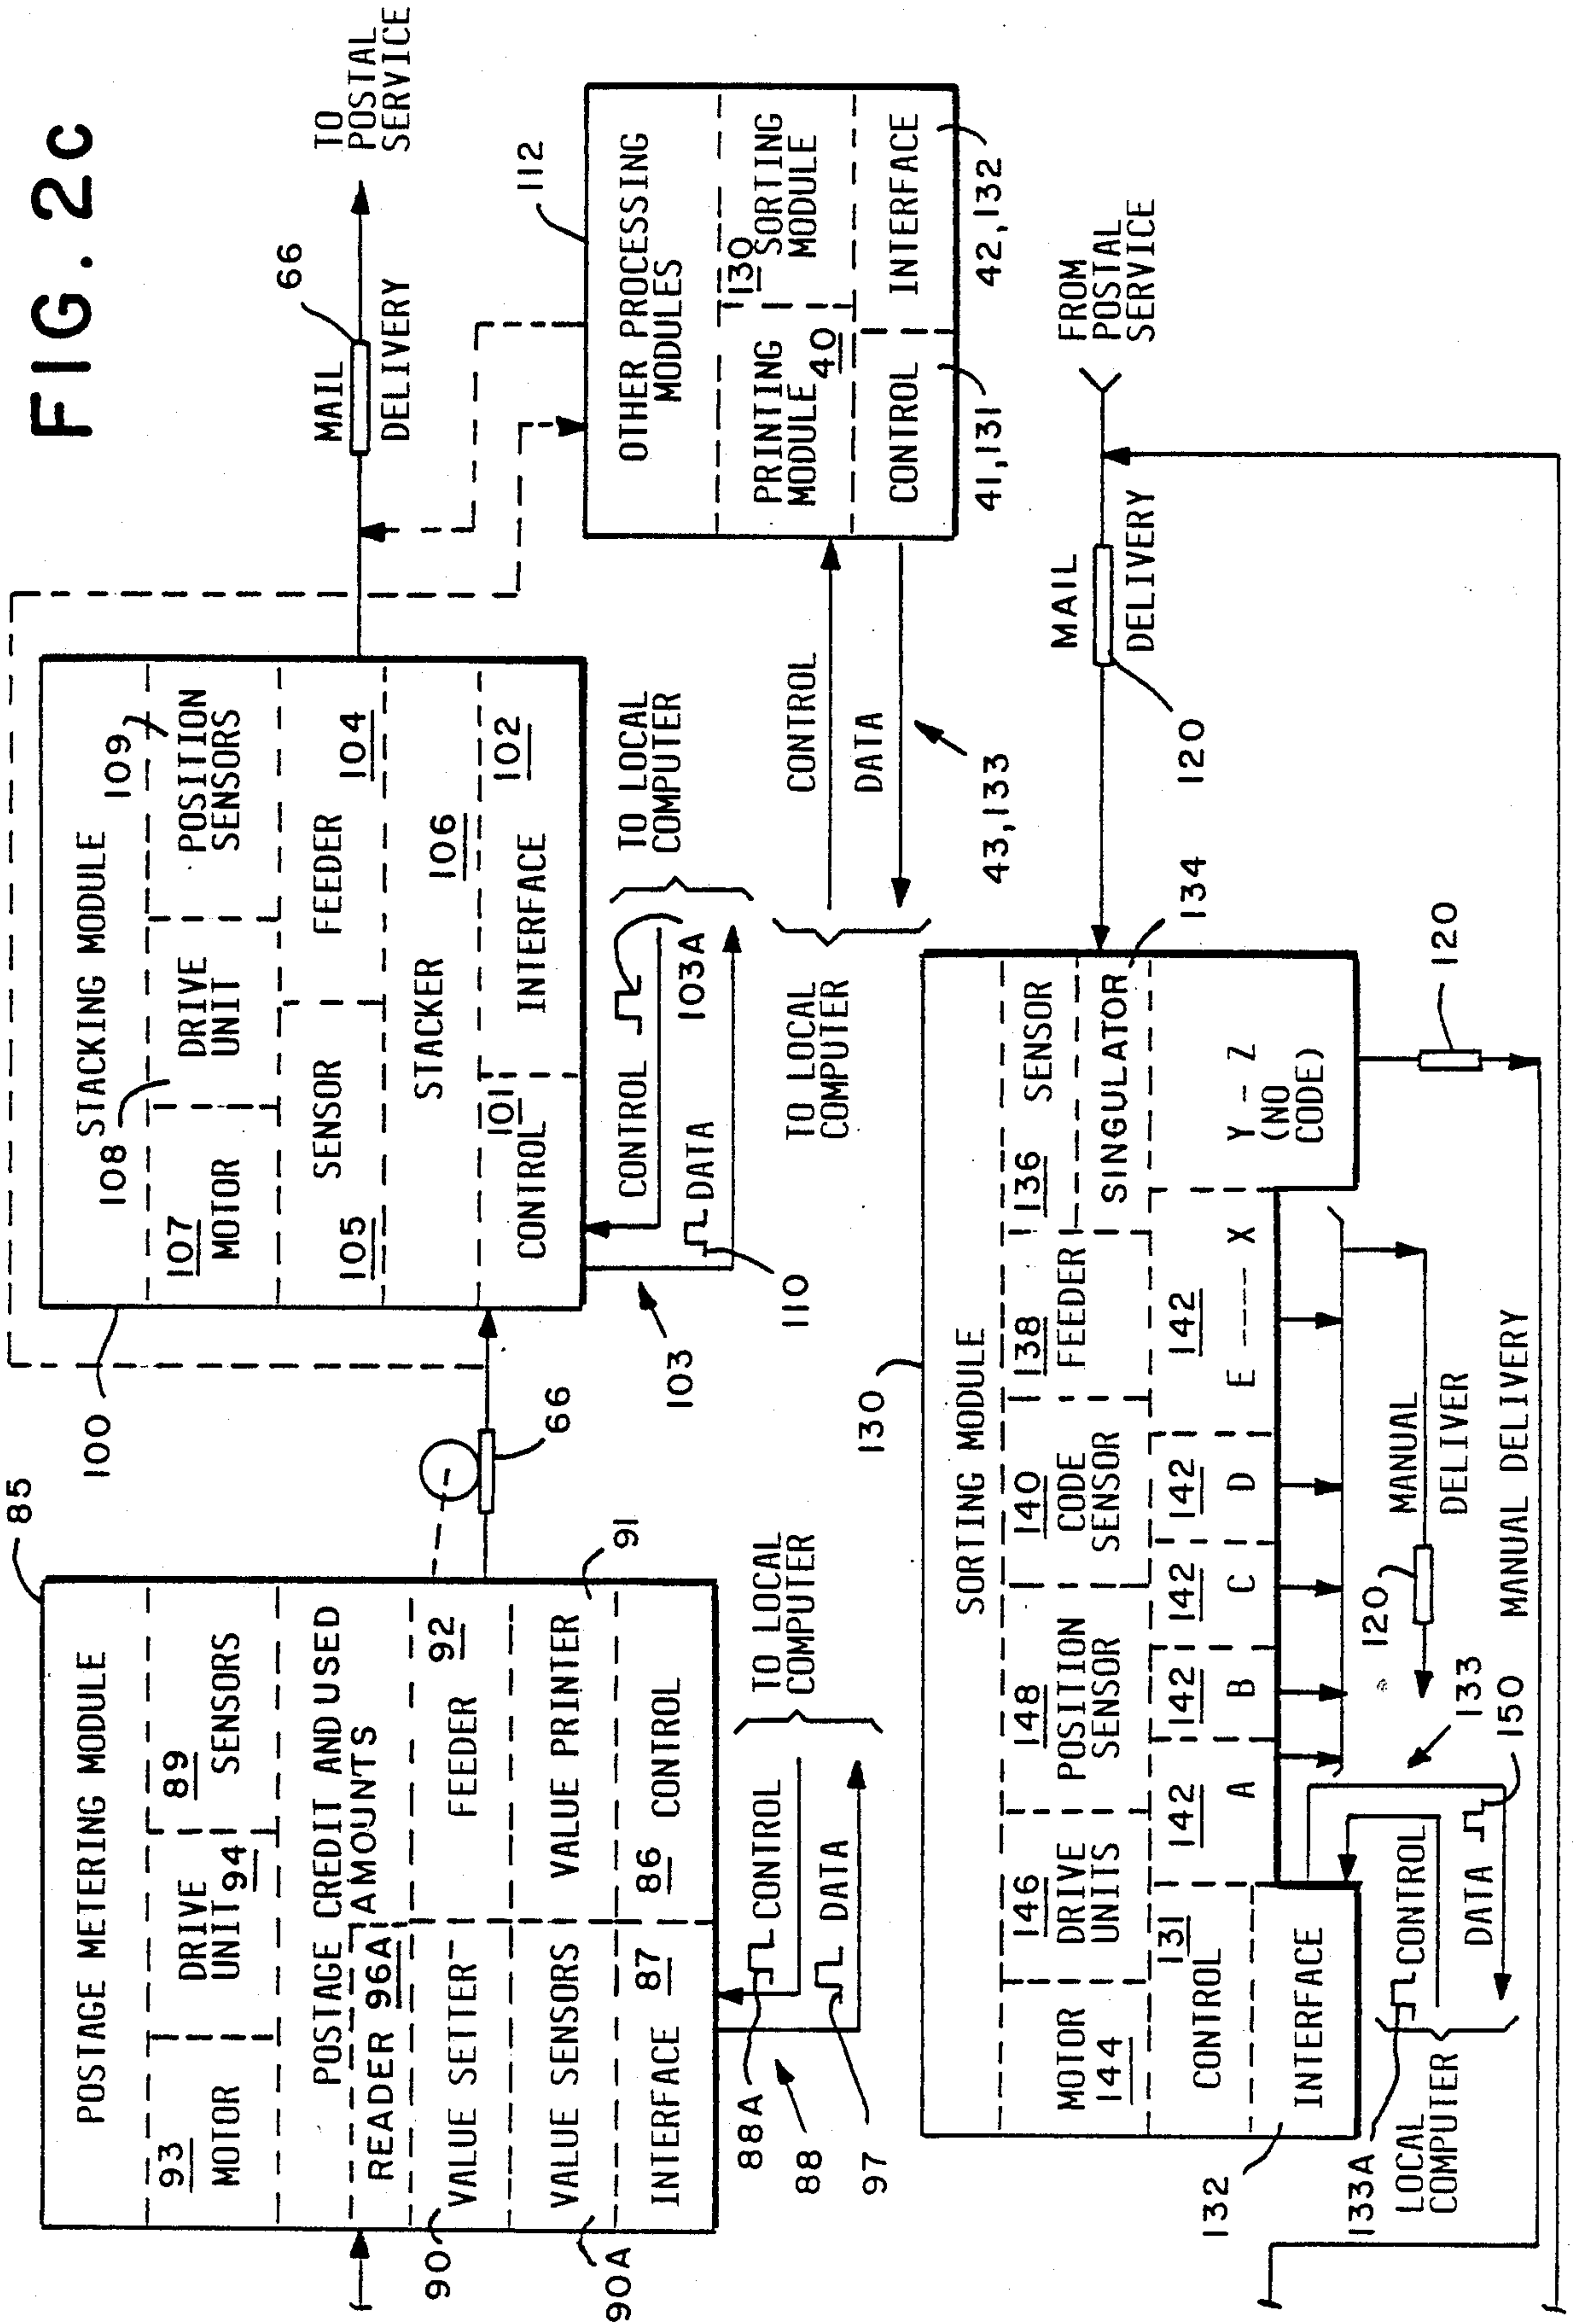 FIG. 2c
85
POSTAGE METERING MODULE
93
MOTOR
DRIVE
UNIT 94
89
SENSORS
POSTAGE CREDIT AND USED
AMOUNTS
READER 96A
90
VALUE SETTER
FEEDER
92
90A
VALUE SENSORS
VALUE PRINTER
91
INTERFACE
87
86
CONTROL
88A
CONTROL
88
97
DATA
TO LOCAL
COMPUTER
66
100
STACKING MODULE
108
107
MOTOR
DRIVE
UNIT
109
POSITION
SENSORS
105
SENSOR
FEEDER
104
STACKER
106
101
CONTROL
INTERFACE
102
CONTROL
103A
DATA
110
103
TO LOCAL
COMPUTER
66
MAIL
DELIVERY
TO
POSTAL
SERVICE
112
OTHER PROCESSING
MODULES
PRINTING
MODULE
40
130
SORTING
MODULE
CONTROL
INTERFACE
41,131
42,132
CONTROL
DATA
43,133
TO LOCAL
COMPUTER
130
SORTING MODULE
MOTOR
144
146
DRIVE
UNITS
148
POSITION
SENSOR
140
CODE
SENSOR
138
FEEDER
136
SENSOR
SINGULATOR
134
131
CONTROL
142
A
142
B
142
C
142
D
142
E ---- X
Y -- Z
(NO
CODE)
132
INTERFACE
133A
CONTROL
DATA
150
133
LOCAL
COMPUTER
120
MANUAL
DELIVER
MANUAL DELIVERY
120
MAIL
DELIVERY
120
FROM
POSTAL
SERVICE